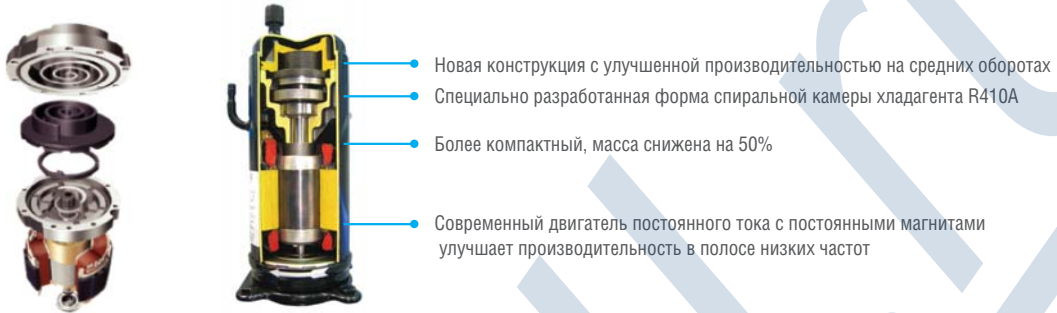 Новая конструкция с улучшенной производительностью на средних оборотах
Специально разработанная форма спиральной камеры хладагента R410A
Более компактный, масса снижена на 50%
Современный двигатель постоянного тока с постоянными магнитами
улучшает производительность в полосе низких частот